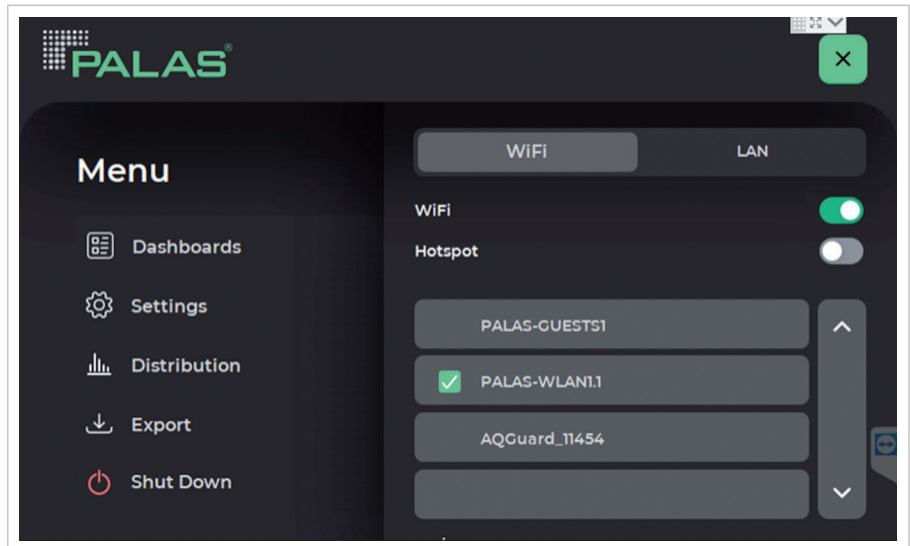 PALAS®
Menu
Dashboards
Settings
Distribution
Export
Shut Down
WiFi
LAN
WiFi
Hotspot
PALAS-GUESTS1
PALAS-WLAN1.1
AQGuard_11454